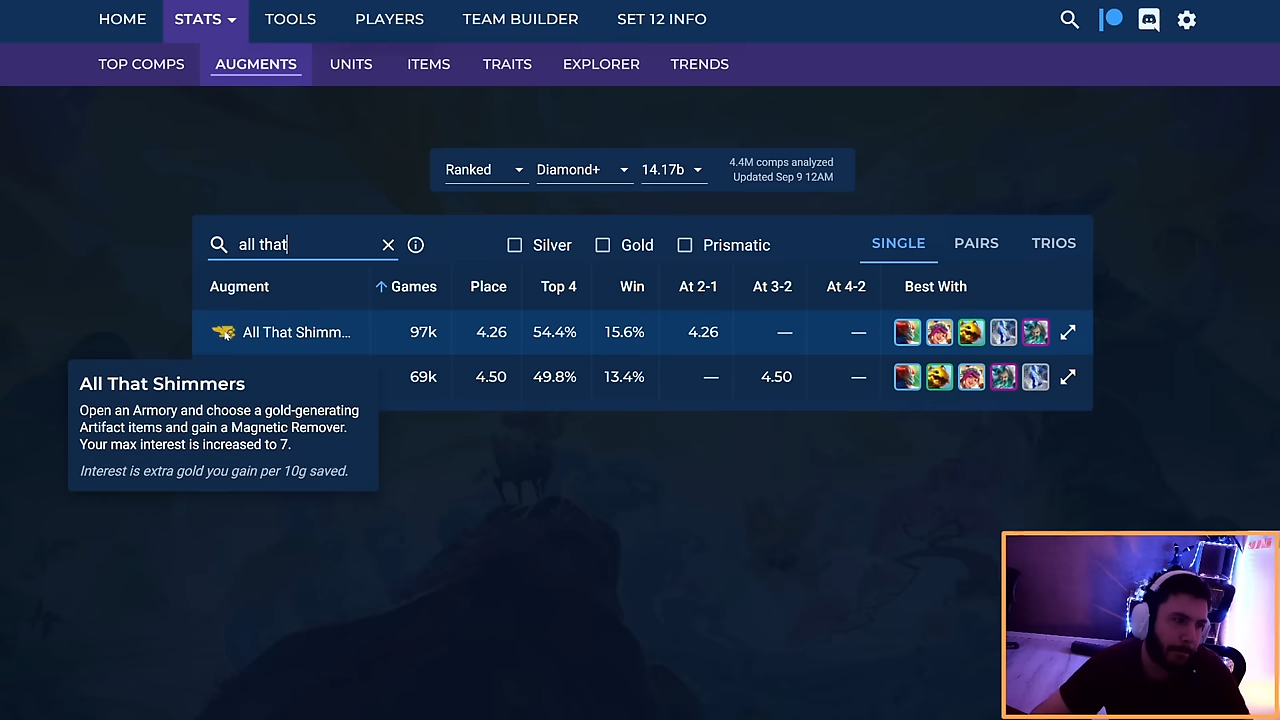 HOME STATS TOOLS PLAYERS TEAM BUILDER SET 12 INFO
TOP COMPS AUGMENTS UNITS ITEMS TRAITS EXPLORER TRENDS
Ranked Diamond+ 14.17b
4.4M comps analyzed
Updated Sep 9 12AM
all that Silver Gold Prismatic SINGLE PAIRS TRIOS
Augment Games Place Top 4 Win At 2-1 At 3-2 At 4-2 Best With
All That Shimm... 97k 4.26 54.4% 15.6% 4.26 — —
69k 4.50 49.8% 13.4% — 4.50 —
All That Shimmers
Open an Armory and choose a gold-generating
Artifact items and gain a Magnetic Remover.
Your max interest is increased to 7.
Interest is extra gold you gain per 10g saved.